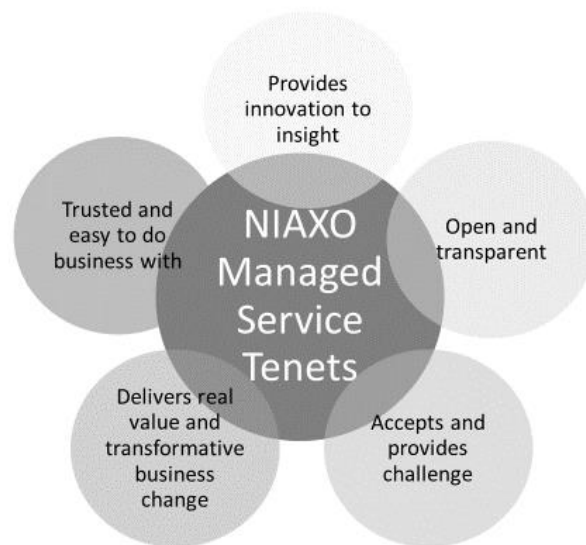 Provides
innovation to
insight
Trusted and
easy to do
business with
NIAXO
Managed
Service
Tenets
Open and
transparent
Delivers real
value and
transformative
business
change
Accepts and
provides
challenge